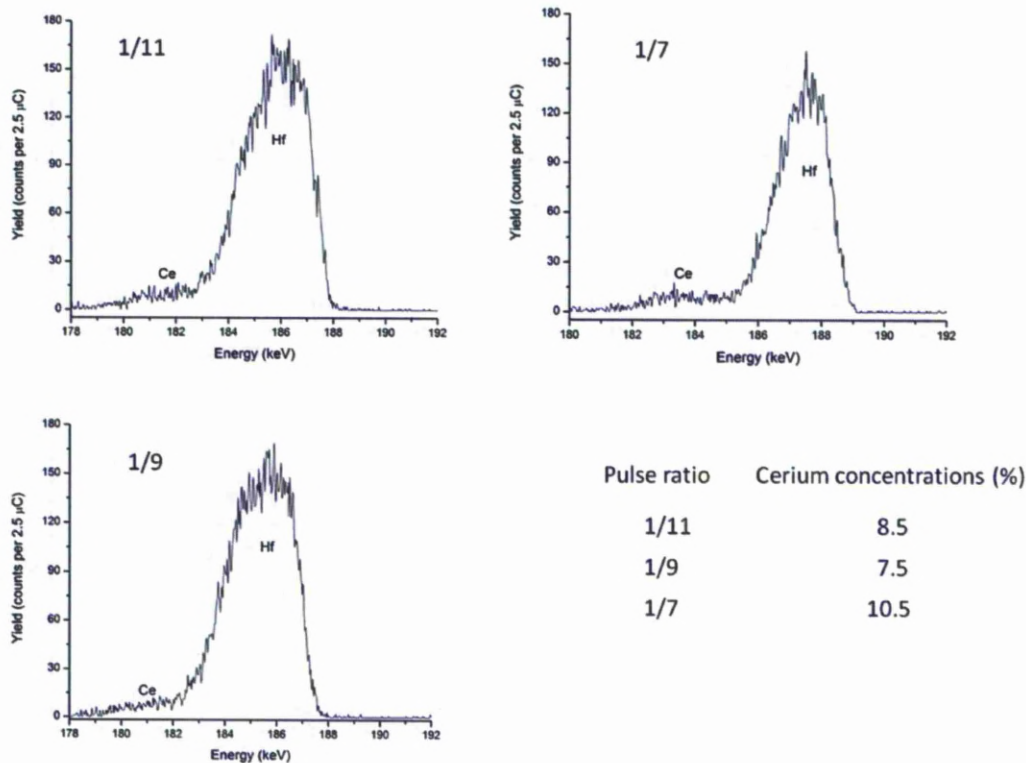 1/11
Yield (counts per 2.5 μC)
180
150
120
90
60
30
0
Hf
Ce
178 180 182 184 186 188 190 192
Energy (keV)
1/7
Yield (counts per 2.5 μC)
180
150
120
90
60
30
0
Hf
Ce
180 182 184 186 188 190 192
Energy (keV)
1/9
Yield (counts per 2.5 μC)
180
150
120
90
60
30
0
Hf
Ce
178 180 182 184 186 188 190 192
Energy (keV)
Pulse ratio Cerium concentrations (%)
1/11 8.5
1/9 7.5
1/7 10.5